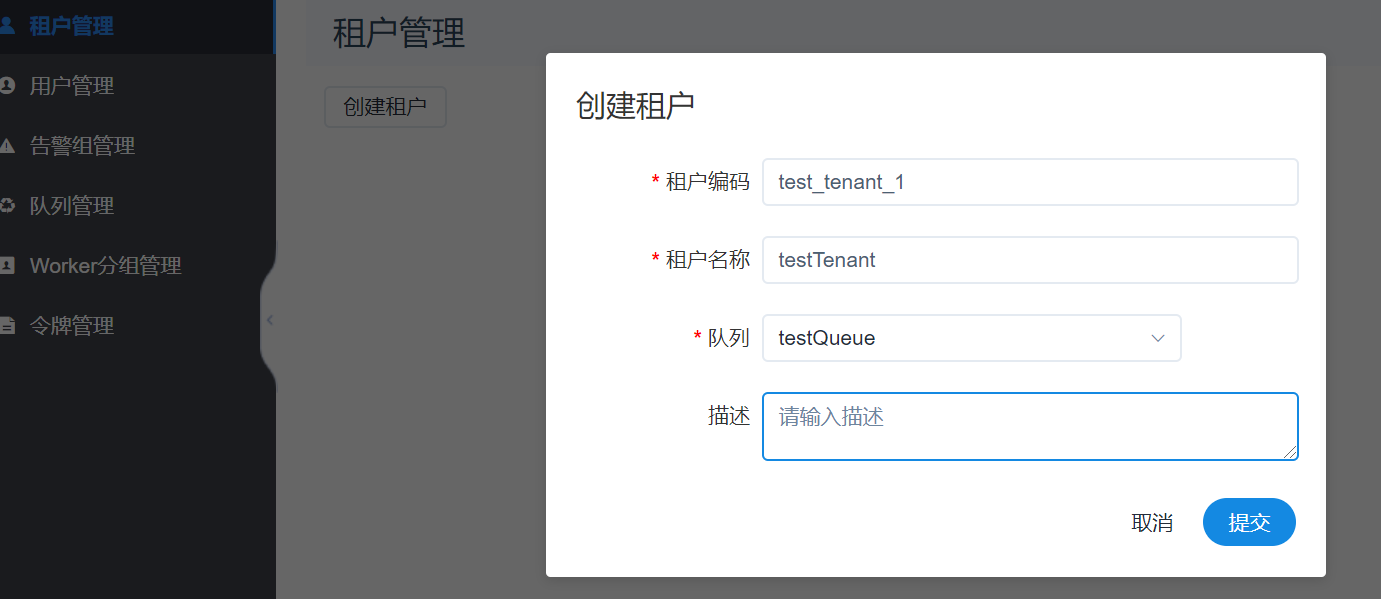 租户管理
用户管理
告警组管理
队列管理
Worker分组管理
令牌管理
租户管理
创建租户
创建租户
* 租户编码 test_tenant_1
* 租户名称 testTenant
* 队列 testQueue
描述 请输入描述
取消 提交